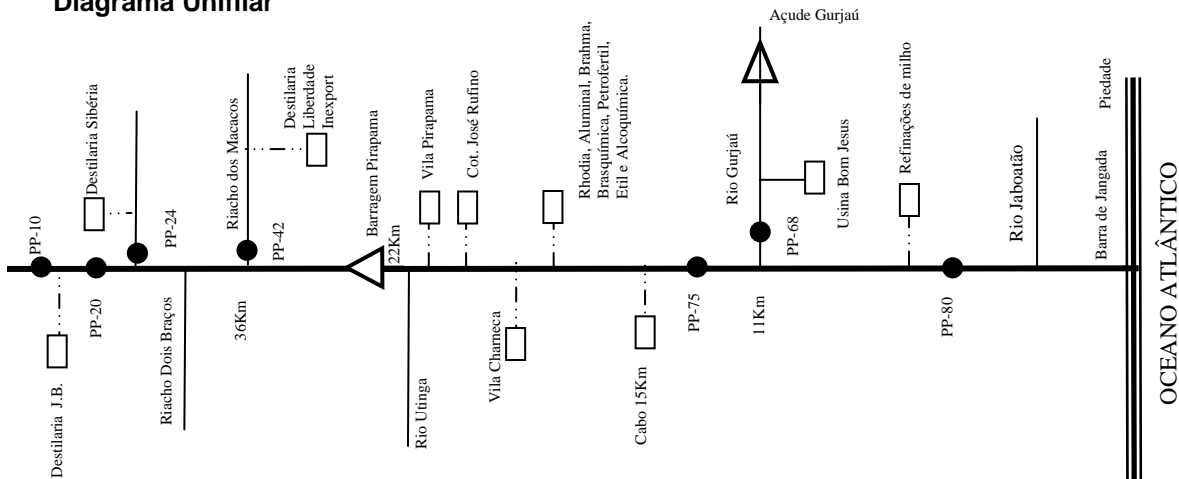 Diagrama Unifilar
Açude Gurjaú
PP-10
Destilaria Sibéria
PP-24
Riacho dos Macacos
PP-42
Destilaria
Liberdade
Inexport
Barragem Pirapama
22Km
Vila Pirapama
Cot. José Rufino
Rhodia, Aluminal, Brahma,
Brasquímica, Petrofertil,
Etil e Alcoquímica.
Rio Gurjaú
PP-68
Usina Bom Jesus
Refinações de milho
Rio Jaboatão
Barra de Jangada
Piedade
OCEANO ATLÂNTICO
Destilaria J.B.
PP-20
Riacho Dois Braços
36Km
Rio Utinga
Vila Charneca
Cabo 15Km
PP-75
11Km
PP-80